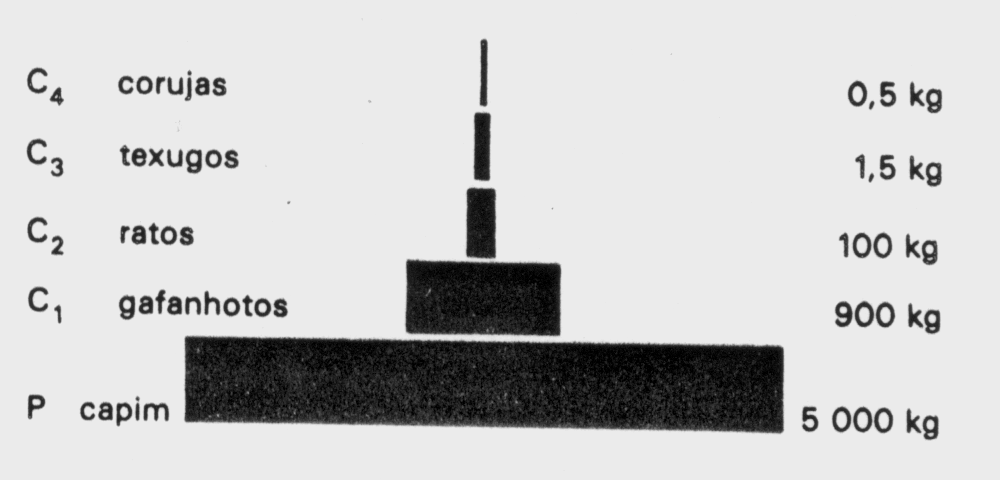 C4 corujas 0,5 kg
C3 texugos 1,5 kg
C2 ratos 100 kg
C1 gafanhotos 900 kg
P capim 5 000 kg